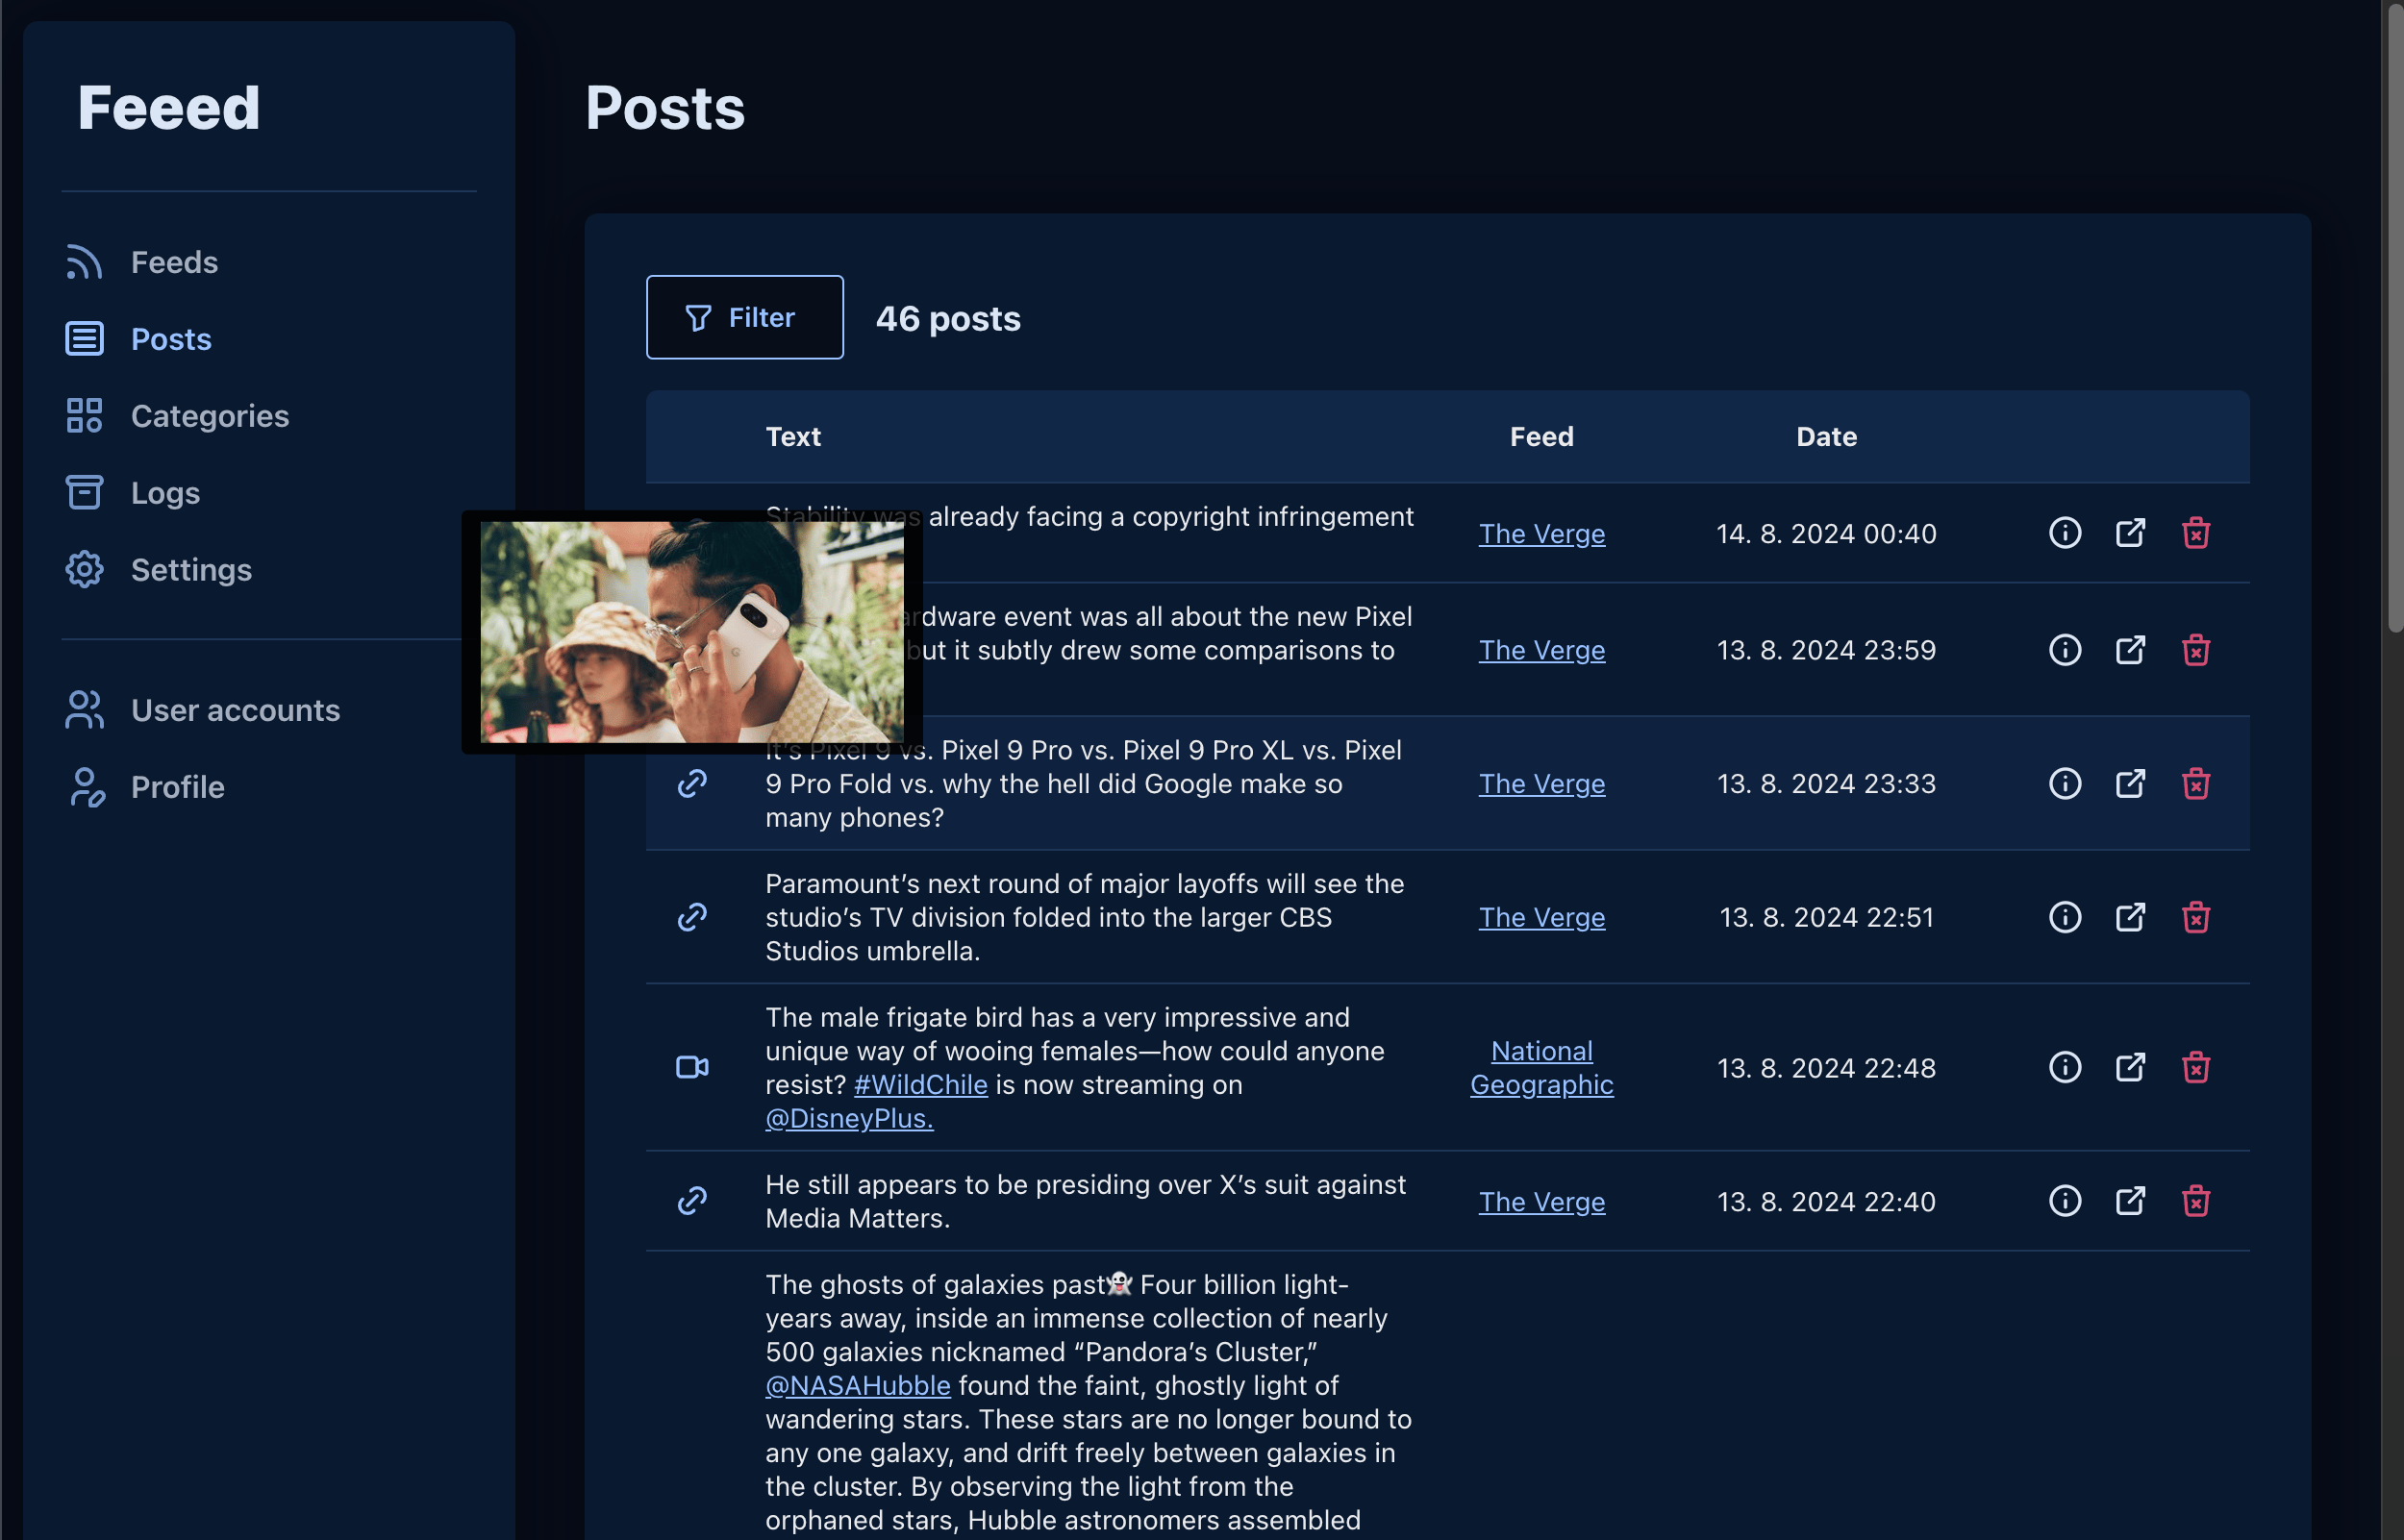 Feeed
Feeds
Posts
Categories
Logs
Settings
User accounts
Profile
Posts
Filter
46 posts
Text Feed Date
Stability was already facing a copyright infringement
The Verge 14. 8. 2024 00:40
hardware event was all about the new Pixel
but it subtly drew some comparisons to
The Verge 13. 8. 2024 23:59
It's Pixel 9 vs. Pixel 9 Pro vs. Pixel 9 Pro XL vs. Pixel
9 Pro Fold vs. why the hell did Google make so
many phones?
The Verge 13. 8. 2024 23:33
Paramount’s next round of major layoffs will see the
studio’s TV division folded into the larger CBS
Studios umbrella.
The Verge 13. 8. 2024 22:51
The male frigate bird has a very impressive and
unique way of wooing females—how could anyone
resist? #WildChile is now streaming on
@DisneyPlus.
National
Geographic
13. 8. 2024 22:48
He still appears to be presiding over X’s suit against
Media Matters.
The Verge 13. 8. 2024 22:40
The ghosts of galaxies past👻 Four billion light-
years away, inside an immense collection of nearly
500 galaxies nicknamed “Pandora’s Cluster,”
@NASAHubble found the faint, ghostly light of
wandering stars. These stars are no longer bound to
any one galaxy, and drift freely between galaxies in
the cluster. By observing the light from the
orphaned stars, Hubble astronomers assembled